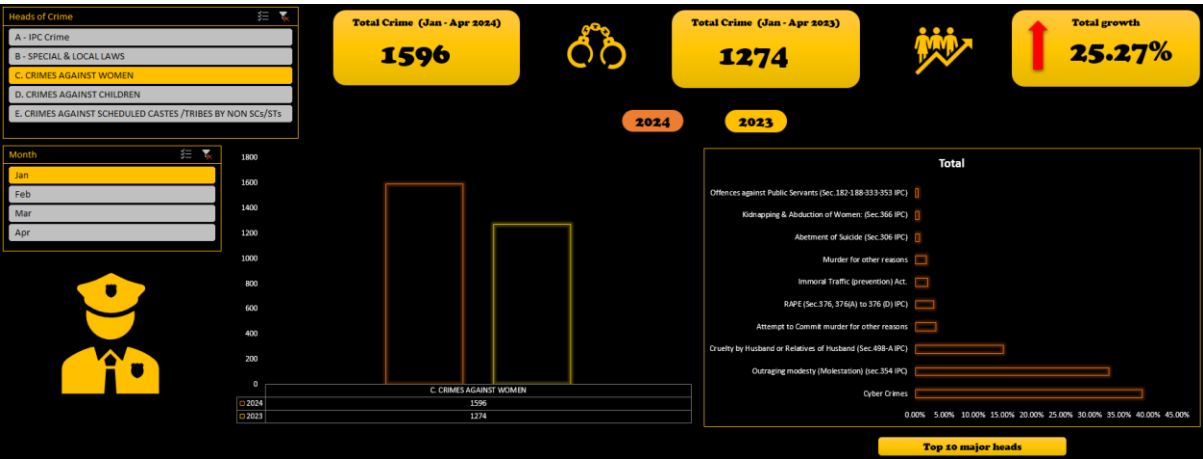 Heads of Crime
A - IPC Crime
B - SPECIAL & LOCAL LAWS
C. CRIMES AGAINST WOMEN
D. CRIMES AGAINST CHILDREN
E. CRIMES AGAINST SCHEDULED CASTES /TRIBES BY NON SCs/STs
Total Crime (Jan - Apr 2024)
1596
Total Crime (Jan - Apr 2023)
1274
Total growth
25.27%
2024
2023
Month
Jan
Feb
Mar
Apr
1800
1600
1400
1200
1000
800
600
400
200
0
C. CRIMES AGAINST WOMEN
2024 1596
2023 1274
Total
Offences against Public Servants (Sec.182-188-333-353 IPC)
Kidnapping & Abduction of Women: (Sec.366 IPC)
Abetment of Suicide (Sec.306 IPC)
Murder for other reasons
Immoral Traffic (prevention) Act.
RAPE (Sec.376, 376(A) to 376 (D) IPC)
Attempt to Commit murder for other reasons
Cruelty by Husband or Relatives of Husband (Sec.498-A IPC)
Outraging modesty (Molestation) (sec.354 IPC)
Cyber Crimes
0.00% 5.00% 10.00% 15.00% 20.00% 25.00% 30.00% 35.00% 40.00% 45.00%
Top 10 major heads